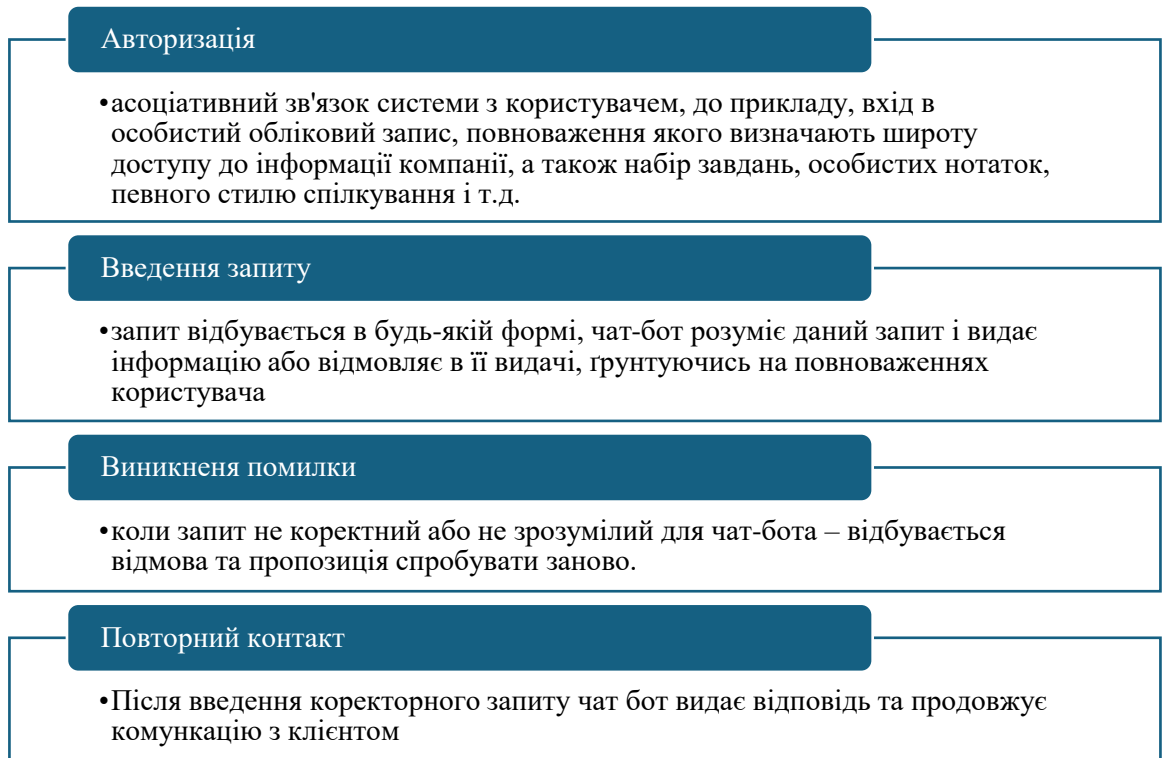 Авторизація
•асоціативний зв'язок системи з користувачем, до прикладу, вхід в
особистий обліковий запис, повноваження якого визначають широту
доступу до інформації компанії, а також набір завдань, особистих нотаток,
певного стилю спілкування і т.д.
Введення запиту
•запит відбувається в будь-якій формі, чат-бот розуміє даний запит і видає
інформацію або відмовляє в її видачі, ґрунтуючись на повноваженнях
користувача
Виникненя помилки
•коли запит не коректний або не зрозумілий для чат-бота – відбувається
відмова та пропозиція спробувати заново.
Повторний контакт
•Після введення коректорного запиту чат бот видає відповідь та продовжує
комункацію з клієнтом